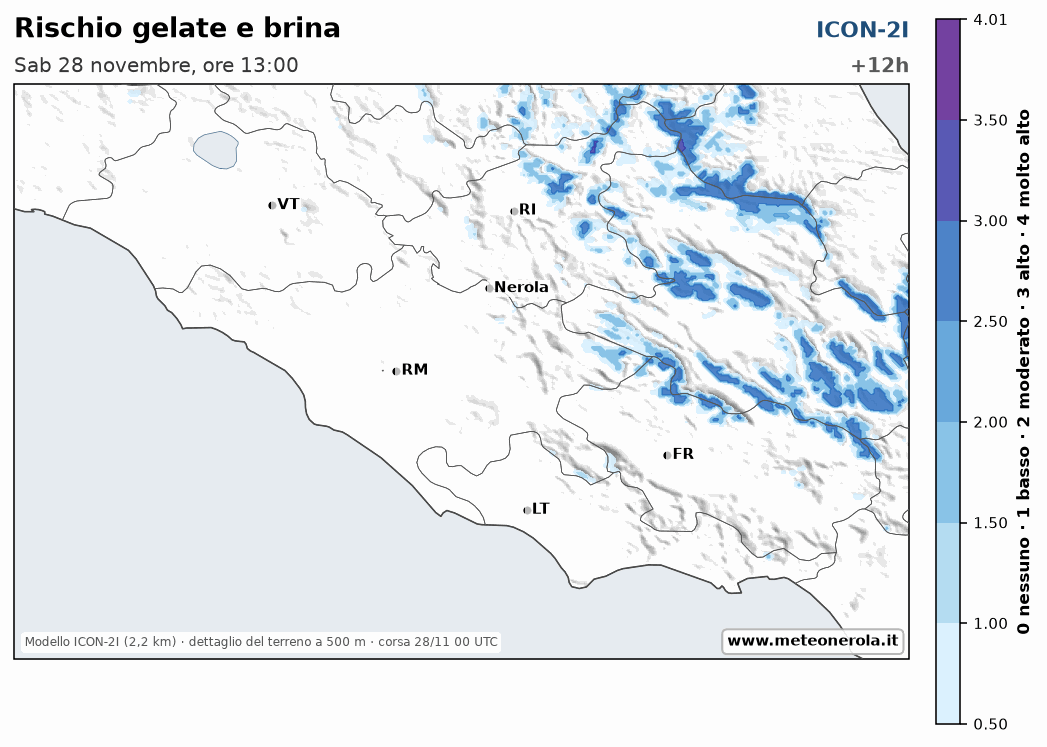 Rischio gelate e brina
ICON-2I
Sab 28 novembre, ore 13:00
+12h
4.01
3.50
3.00
2.50
2.00
1.50
1.00
0.50
0 nessuno · 1 basso · 2 moderato · 3 alto · 4 molto alto
VT
RI
Nerola
RM
FR
LT
Modello ICON-2I (2,2 km) · dettaglio del terreno a 500 m · corsa 28/11 00 UTC
www.meteonerola.it